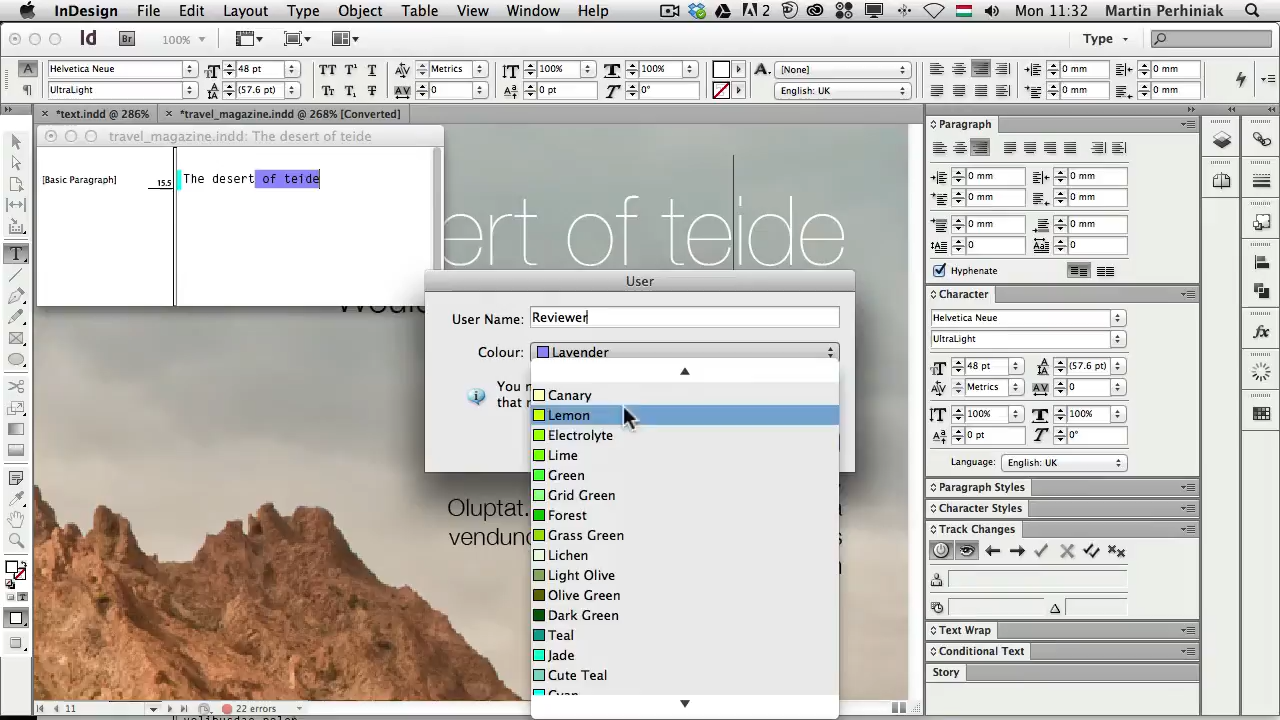 InDesign File Edit Layout Type Object Table View Window Help 2 Mon 11:32 Martin Perhiniak
Id Br 100% Type
A Helvetica Neue 48 pt Metrics 100% 100% A. [None] 0 mm 0 mm
UltraLight (57.6 pt) 0 0 pt 0° English: UK 0 mm 0 mm
*text.indd @ 286% *travel_magazine.indd @ 268% [Converted]
travel_magazine.indd: The desert of teide
[Basic Paragraph] 15.5 The desert of teide
ert of teide
User
User Name: Reviewer
Colour: Lavender
Canary
Lemon
Electrolyte
Lime
Green
Grid Green
Forest
Grass Green
Lichen
Light Olive
Olive Green
Dark Green
Teal
Jade
Cute Teal
Cyan
Oluptat.
Paragraph
0 mm 0 mm
0 mm 0 mm
0 mm 0 mm
0 0
Hyphenate
Character
Helvetica Neue
UltraLight
48 pt (57.6 pt)
Metrics 0
100% 100%
0 pt 0°
Language: English: UK
Paragraph Styles
Character Styles
Track Changes
Text Wrap
Conditional Text
Story
11 22 errors